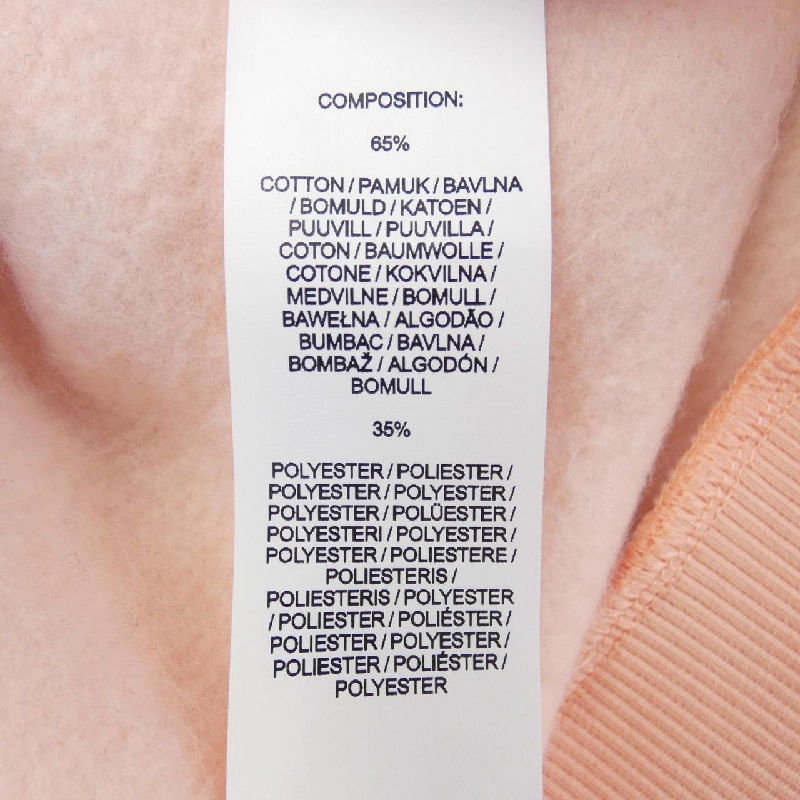 COMPOSITION:
65%
COTTON / PAMUK / BAVLNA
/ BOMULD / KATOEN /
PUUVILL / PUUVILLA /
COTON / BAUMWOLLE /
COTONE / KOKVILNA /
MEDVILNE / BOMULL /
BAWEŁNA / ALGODÃO /
BUMBAC / BAVLNA /
BOMBAŽ / ALGODÓN /
BOMULL
35%
POLYESTER / POLIESTER /
POLYESTER / POLYESTER /
POLYESTER / POLÜESTER /
POLYESTERI / POLYESTER /
POLYESTER / POLIESTERE /
POLIESTERIS /
POLIESTERIS / POLYESTER
/ POLIESTER / POLIÉSTER /
POLIESTER / POLYESTER /
POLIESTER / POLIÉSTER /
POLYESTER